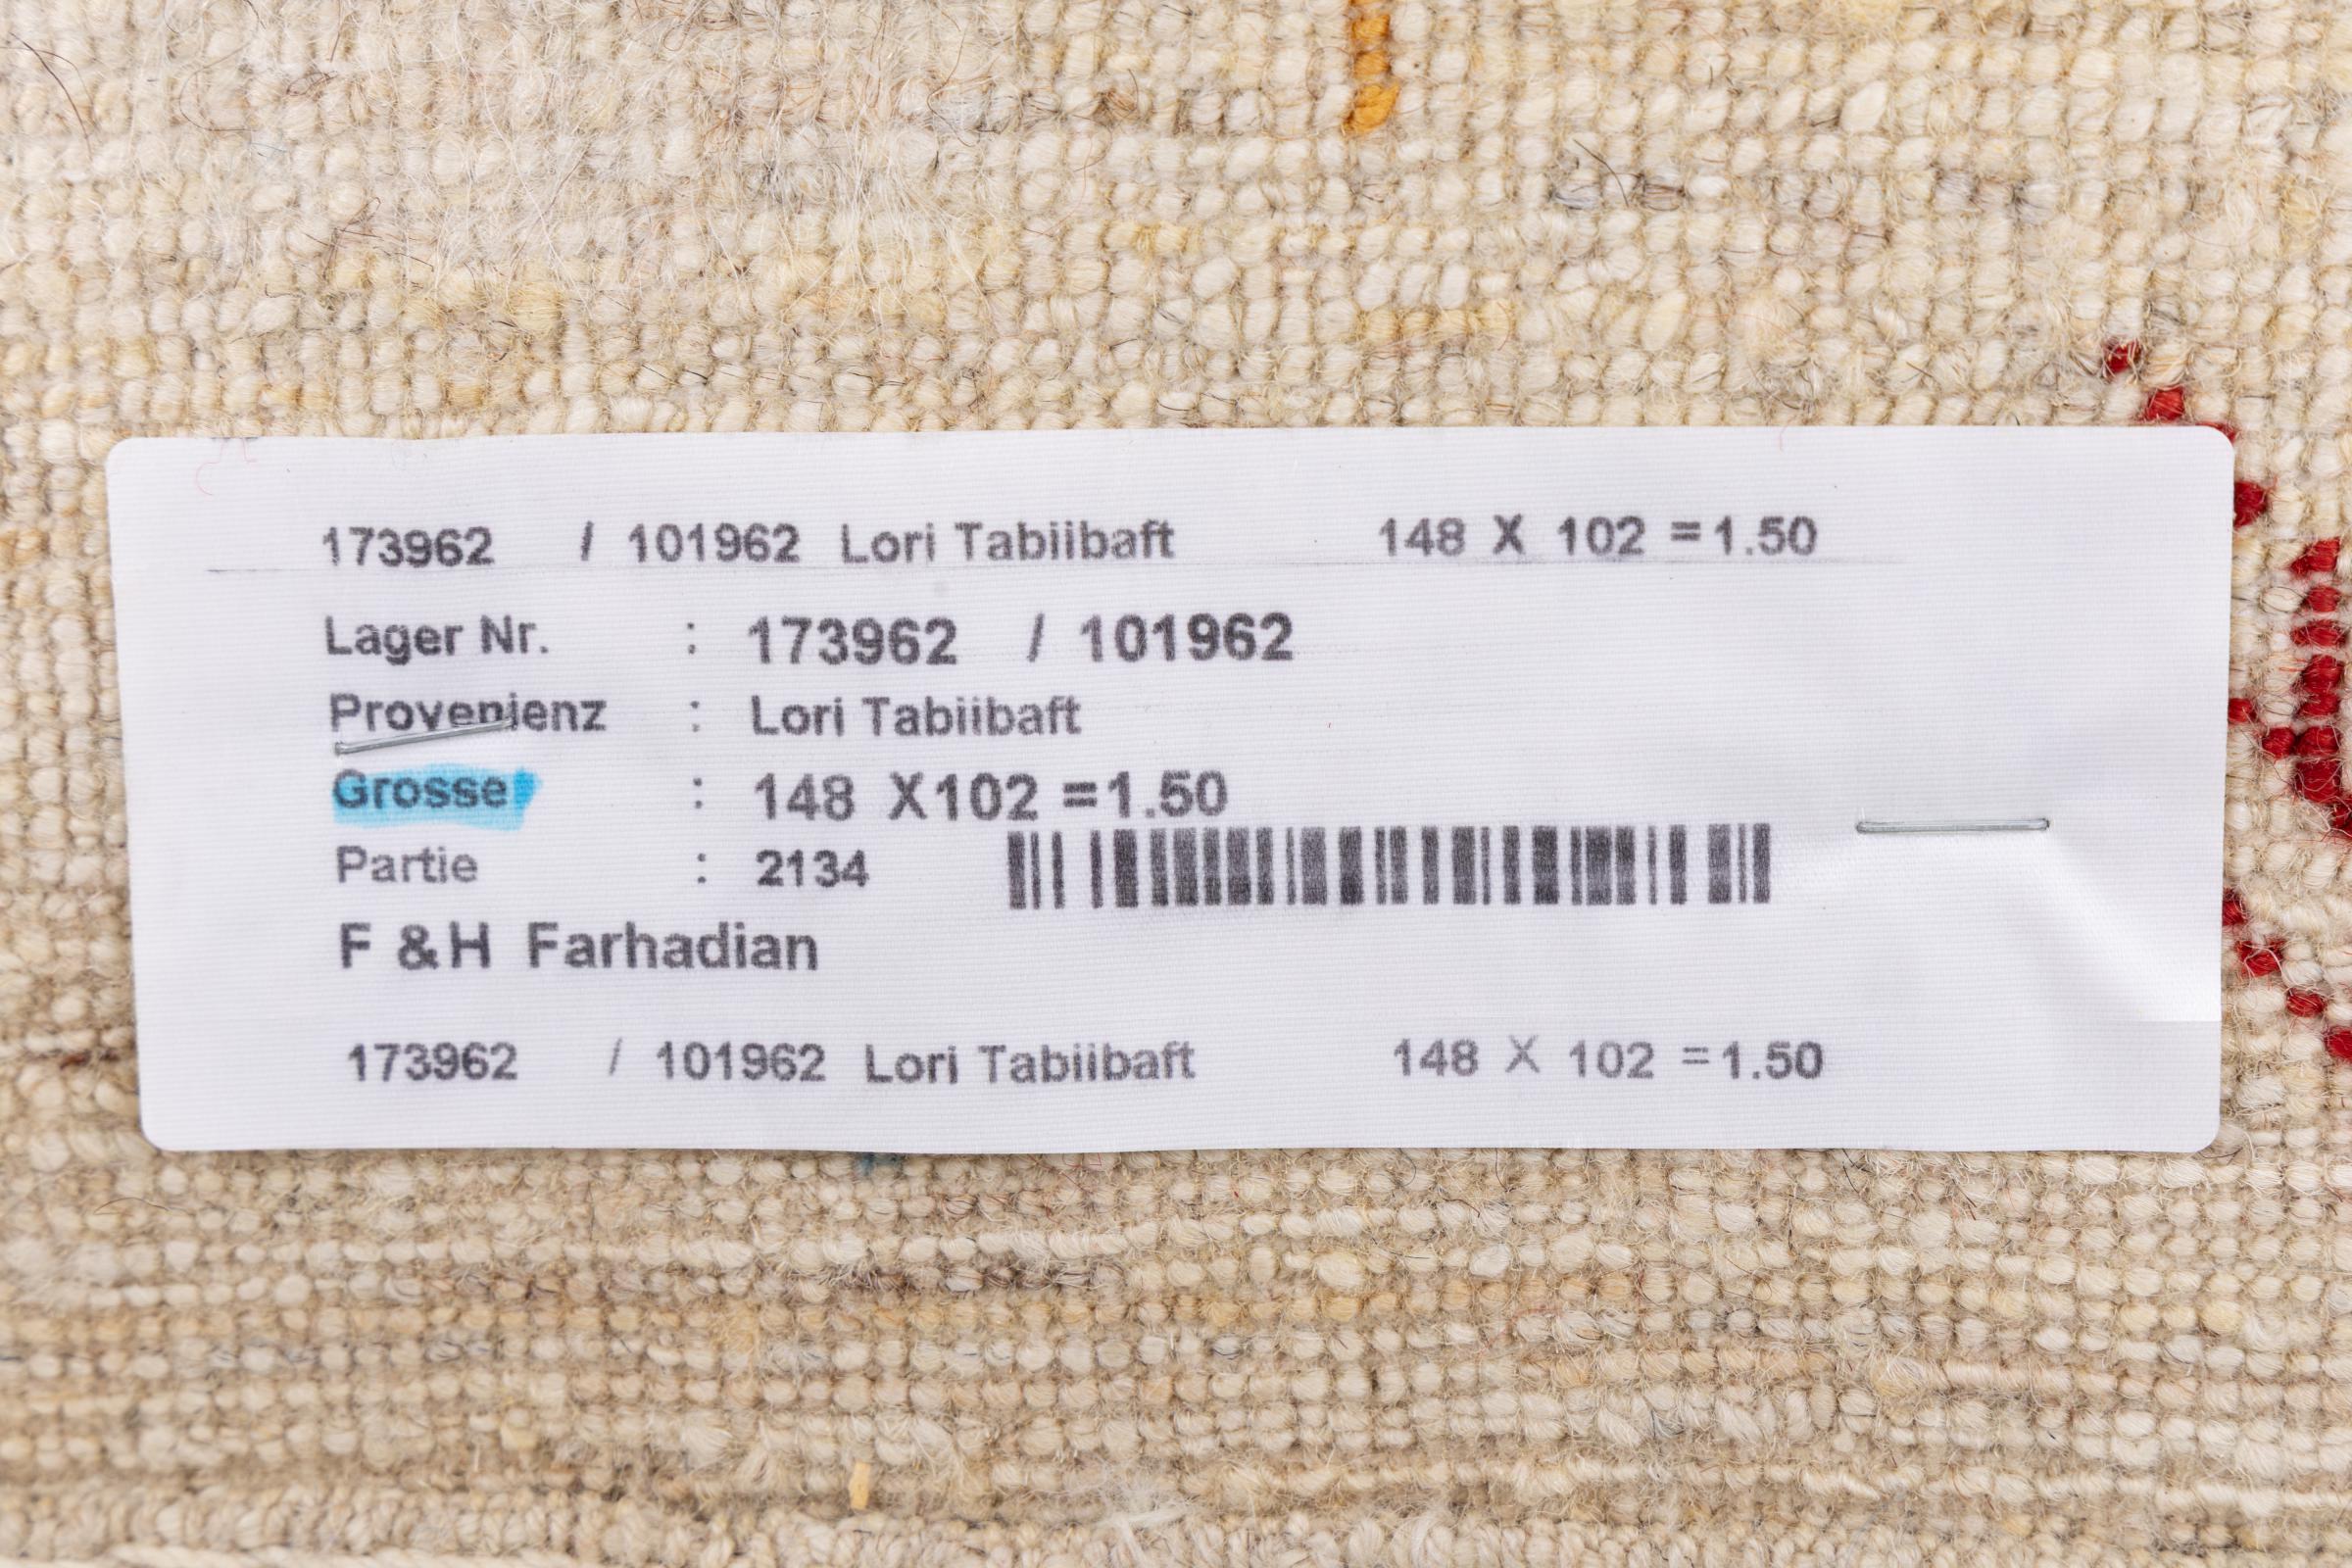 173962 / 101962 Lori Tabiibaft 148 X 102 =1.50
Lager Nr. : 173962 / 101962
Provenienz : Lori Tabiibaft
Grosse : 148 X102 =1.50
Partie : 2134
F &H Farhadian
173962 / 101962 Lori Tabiibaft 148 X 102 =1.50